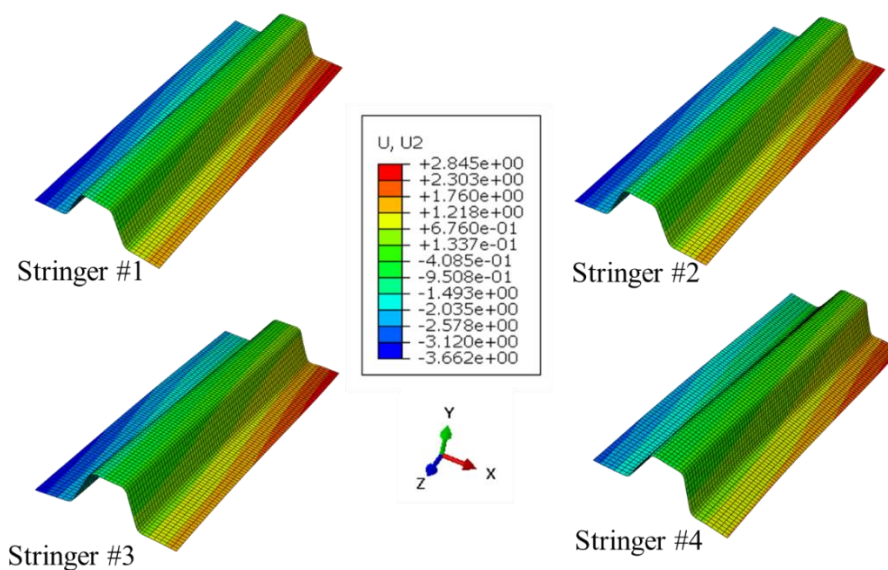 U, U2
+2.845e+00
+2.303e+00
+1.760e+00
+1.218e+00
+6.760e-01
+1.337e-01
-4.085e-01
-9.508e-01
-1.493e+00
-2.035e+00
-2.578e+00
-3.120e+00
-3.662e+00
Stringer #1
Stringer #2
Y
X
Z
Stringer #3
Stringer #4